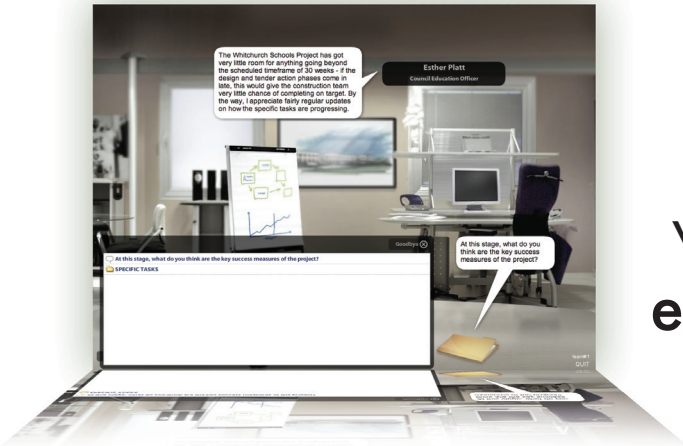 The Whitchurch Schools Project has got
very little room for anything going beyond
the scheduled timeframe of 30 weeks - if the
design and tender action phases come in
late, this would give the construction team
very little chance of completing on target. By
the way, I appreciate fairly regular updates
on how the specific tasks are progressing.
Esther Platt
Council Education Officer
Goodbye
At this stage, what do you think are the key success measures of the project?
SPECIFIC TASKS
At this stage, what do you
think are the key success
measures of the project?
team#1
QUIT